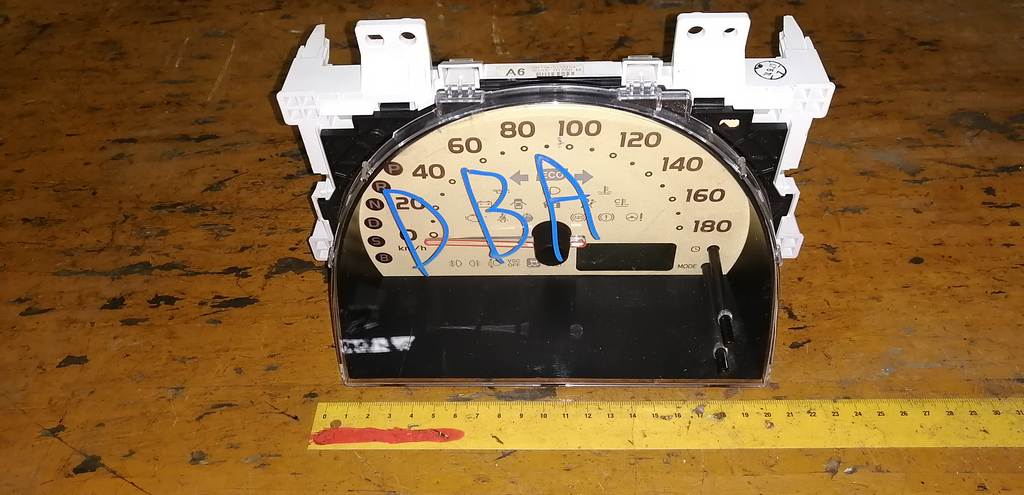 A6
80 100
60 120
P 40 ECO 140
R
N 20 160
D
S 0 180
km/h
B VSC OFF MODE
DBA
0 1 2 3 4 5 6 7 8 9 10 11 12 13 14 15 16 17 18 19 20 21 22 23 24 25 26 27 28 29 30 31